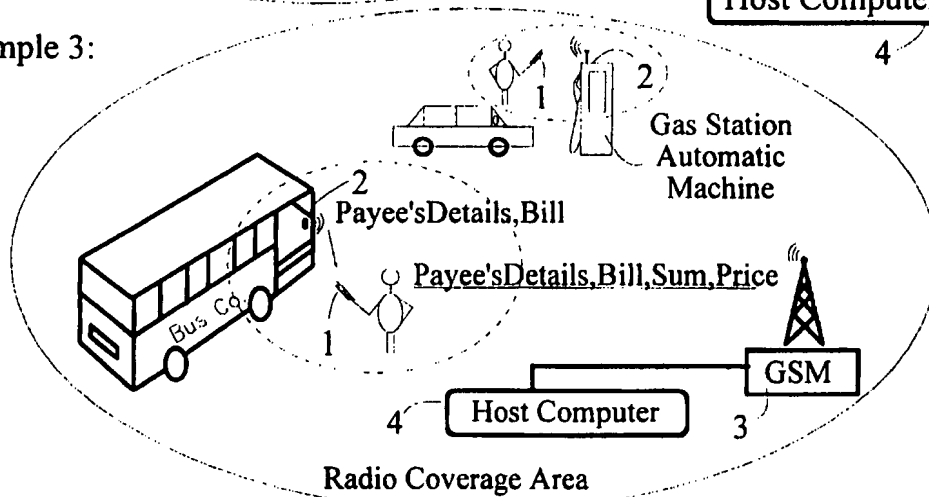 Host Computer
4
mple 3:
1
2
Gas Station
Automatic
Machine
2
Payee'sDetails,Bill
Payee'sDetails,Bill,Sum,Price
Bus Co.
1
GSM
4
Host Computer
3
Radio Coverage Area